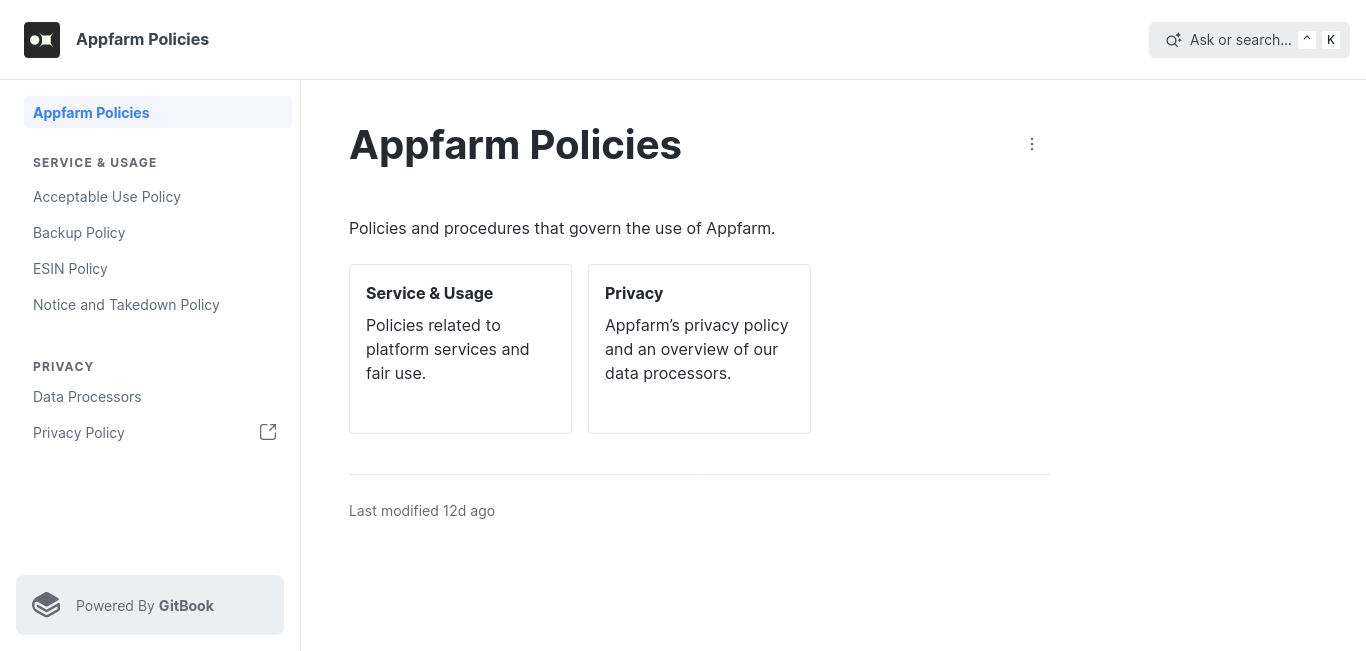 Appfarm Policies
Ask or search...
^
K
Appfarm Policies
SERVICE & USAGE
Acceptable Use Policy
Backup Policy
ESIN Policy
Notice and Takedown Policy
PRIVACY
Data Processors
Privacy Policy
Powered By GitBook
Appfarm Policies
Policies and procedures that govern the use of Appfarm.
Service & Usage
Policies related to
platform services and
fair use.
Privacy
Appfarm’s privacy policy
and an overview of our
data processors.
Last modified 12d ago